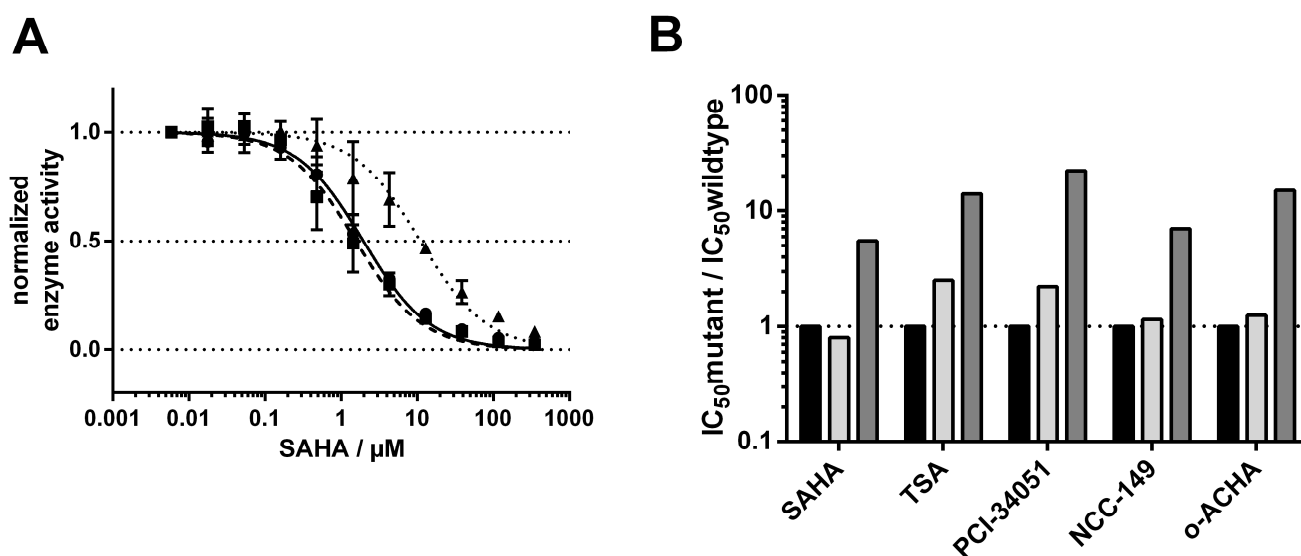 A
normalized
enzyme activity
1.0
0.5
0.0
0.001
0.01
0.1
1
10
100
1000
SAHA / µM
B
IC50mutant / IC50wildtype
100
10
1
0.1
SAHA
TSA
PCI-34051
NCC-149
o-ACHA